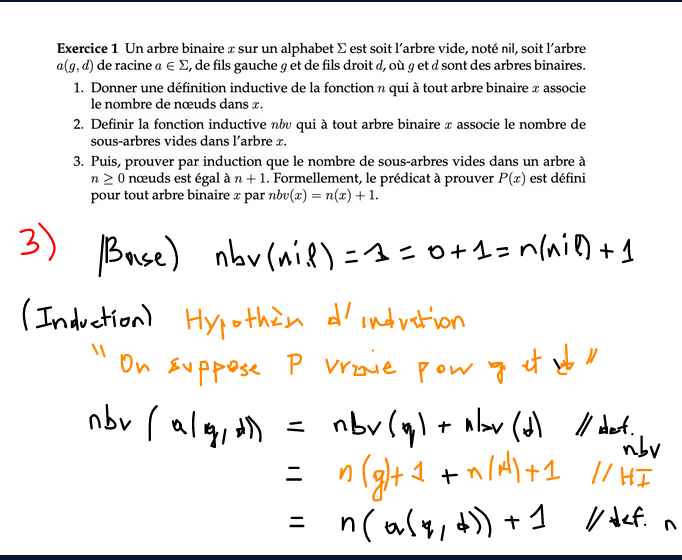 Exercice 1 Un arbre binaire x sur un alphabet Σ est soit l'arbre vide, noté nil, soit l'arbre
a(g, d) de racine a ∈ Σ, de fils gauche g et de fils droit d, où g et d sont des arbres binaires.
1. Donner une définition inductive de la fonction n qui à tout arbre binaire x associe
le nombre de nœuds dans x.
2. Definir la fonction inductive nbv qui à tout arbre binaire x associe le nombre de
sous-arbres vides dans l'arbre x.
3. Puis, prouver par induction que le nombre de sous-arbres vides dans un arbre à
n ≥ 0 nœuds est égal à n + 1. Formellement, le prédicat à prouver P(x) est défini
pour tout arbre binaire x par nbv(x) = n(x) + 1.
3) (Base) nbv(nil) = 1 = 0 + 1 = n(nil) + 1
(Induction) Hypothèse d'induction
"On suppose P vraie pour g et d"
nbv(a(g, d)) = nbv(g) + nbv(d) // def. nbv
= n(g) + 1 + n(d) + 1 // HI
= n(a(g, d)) + 1 // def. n